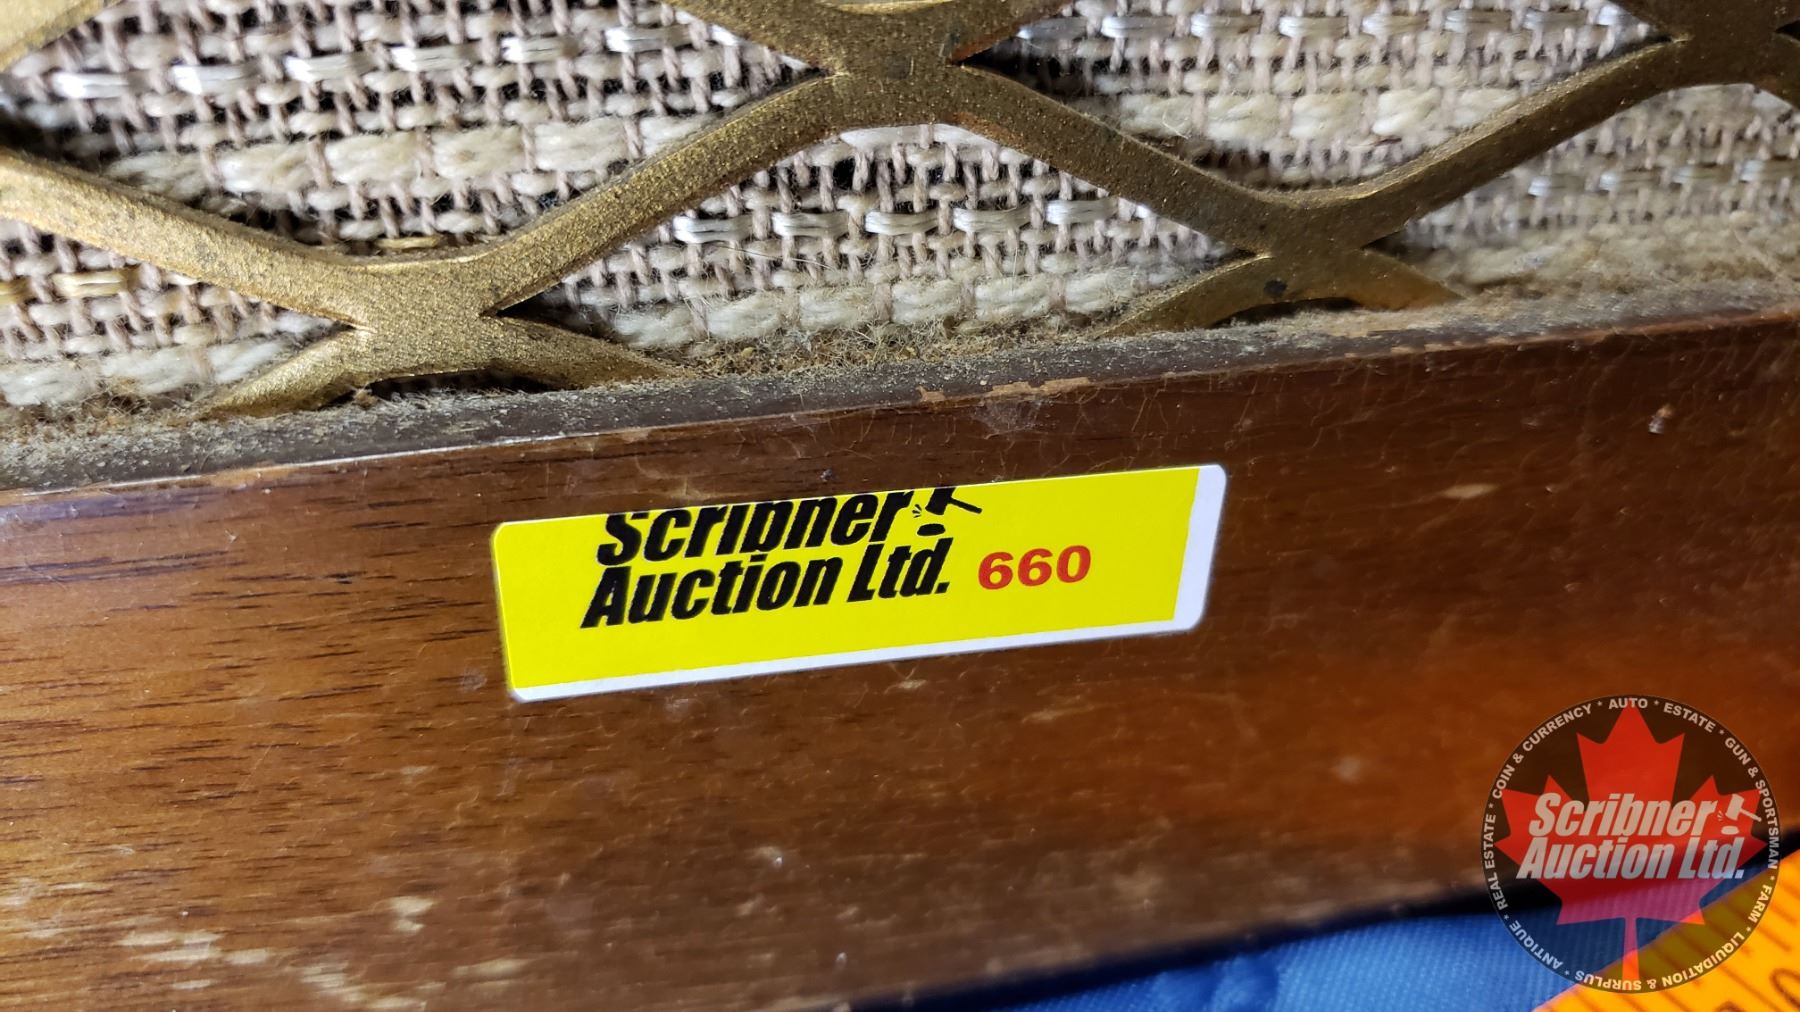 Scribner
Auction Ltd. 660
* REAL ESTATE * COIN & CURRENCY * AUTO * ESTATE * GUN & SPORTSMAN * FARM * LIQUIDATION & SURPLUS * ANTIQUE
Scribner
Auction Ltd.